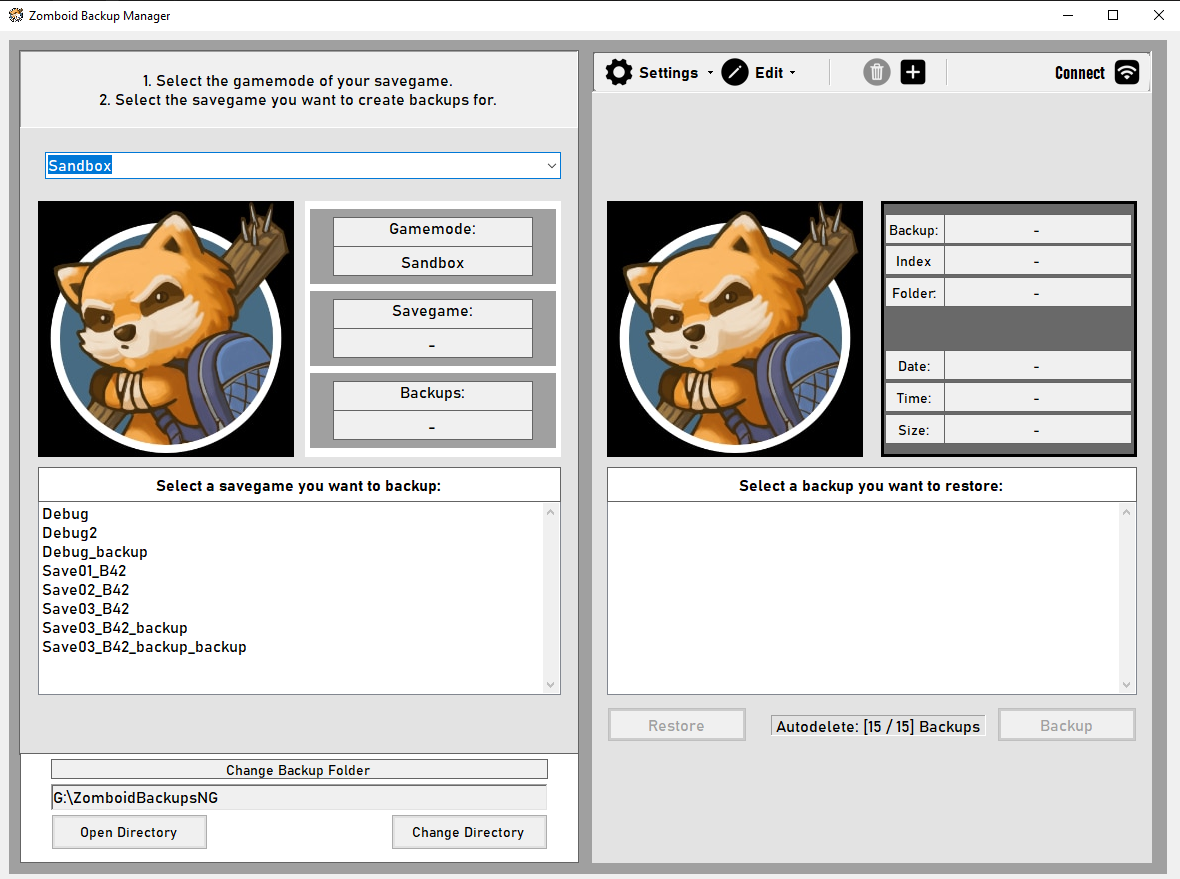 Zomboid Backup Manager
1. Select the gamemode of your savegame.
2. Select the savegame you want to create backups for.
Sandbox
Gamemode:
Sandbox
Savegame:
-
Backups:
-
Select a savegame you want to backup:
Debug
Debug2
Debug_backup
Save01_B42
Save02_B42
Save03_B42
Save03_B42_backup
Save03_B42_backup_backup
Change Backup Folder
G:\ZomboidBackupsNG
Open Directory
Change Directory
Settings
Edit
Connect
Backup: -
Index -
Folder: -
Date: -
Time: -
Size: -
Select a backup you want to restore:
Restore
Autodelete: [15 / 15] Backups
Backup